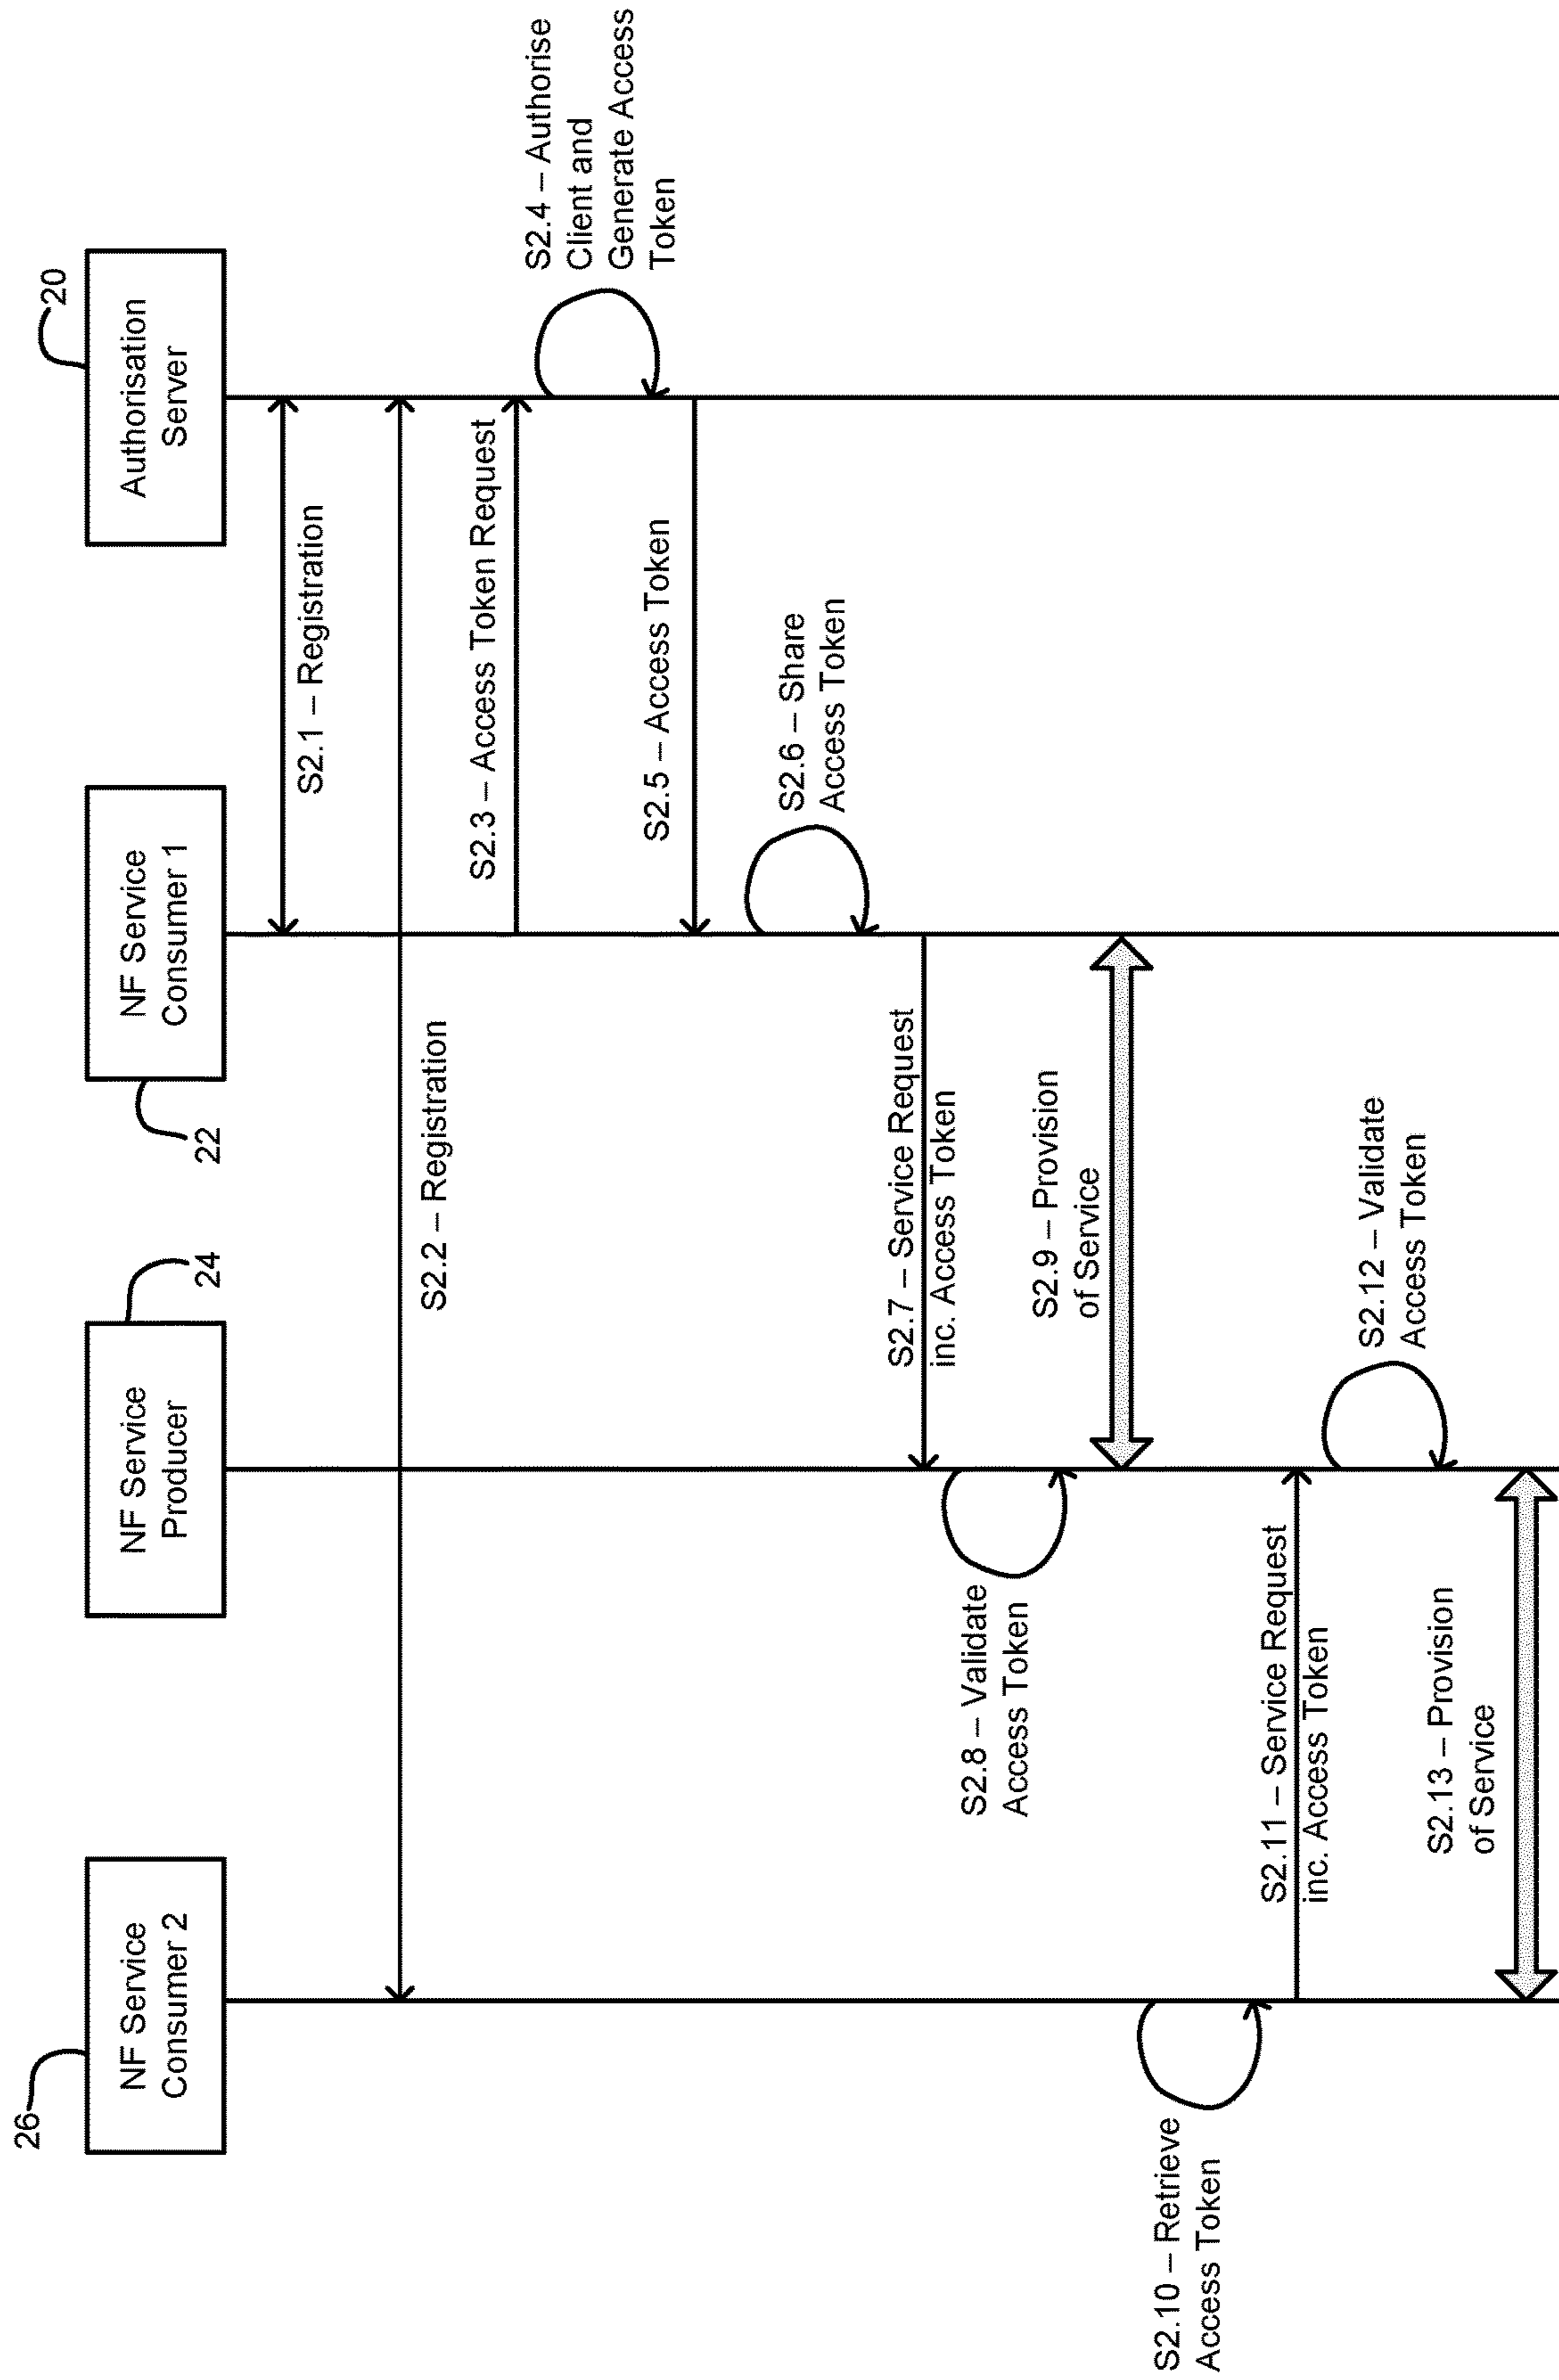 26
NF Service
Consumer 2
24
NF Service
Producer
22
NF Service
Consumer 1
20
Authorisation
Server
S2.1 – Registration
S2.2 – Registration
S2.3 – Access Token Request
S2.4 – Authorise
Client and
Generate Access
Token
S2.5 – Access Token
S2.6 – Share
Access Token
S2.7 – Service Request
inc. Access Token
S2.8 – Validate
Access Token
S2.9 – Provision
of Service
S2.10 – Retrieve
Access Token
S2.11 – Service Request
inc. Access Token
S2.12 – Validate
Access Token
S2.13 – Provision
of Service